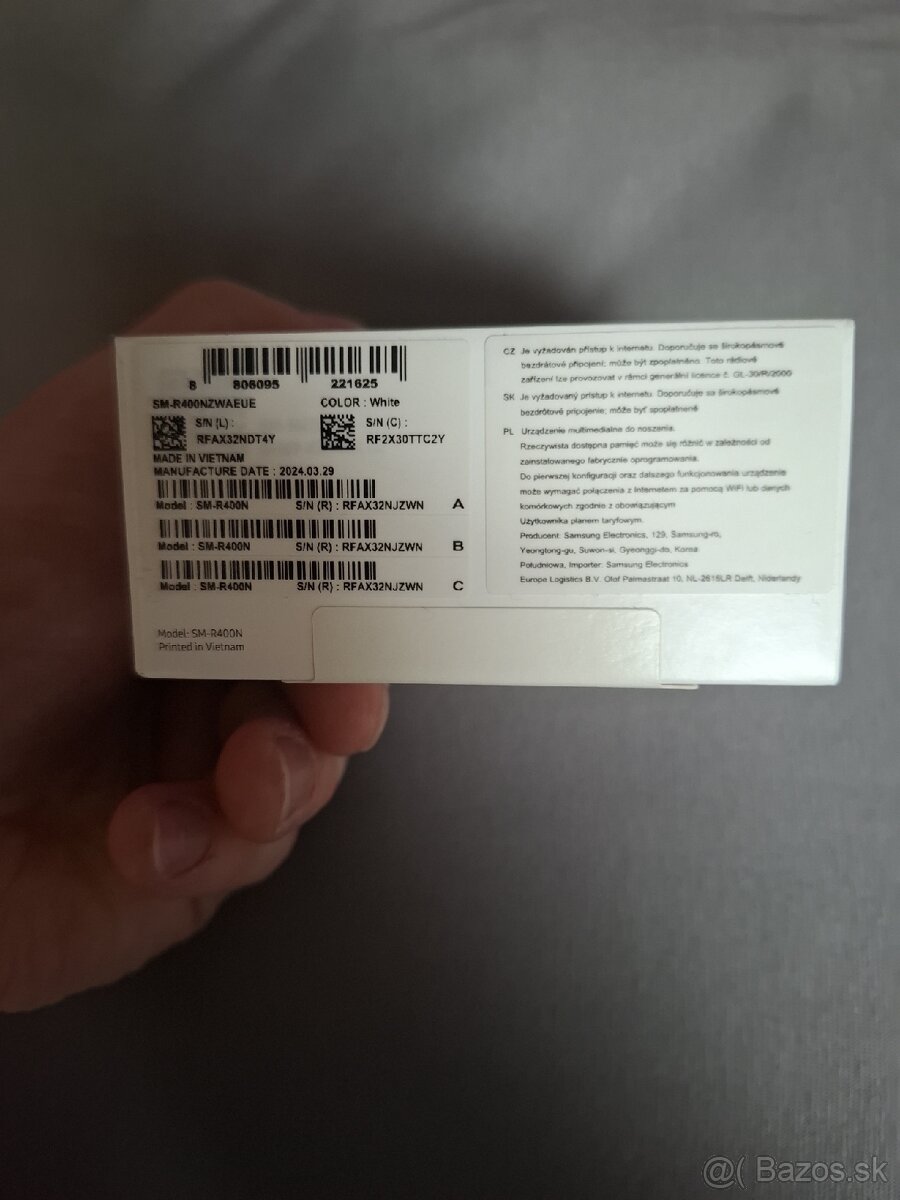 8 806095 221625
SM-R400NZWAEUE COLOR : White
S/N (L) :
RFAX32NDT4Y
S/N (C) :
RF2X30TTC2Y
MADE IN VIETNAM
MANUFACTURE DATE : 2024.03.29
Model : SM-R400N S/N (R) : RFAX32NJZWN A
Model : SM-R400N S/N (R) : RFAX32NJZWN B
Model : SM-R400N S/N (R) : RFAX32NJZWN C
Model: SM-R400N
Printed in Vietnam
CZ Je vyžadován přístup k internetu. Doporučuje se širokopásmové
bezdrátové připojení; může být zpoplatněno. Toto rádiové
zařízení lze provozovat v rámci generální licence č. GL-30/R/2000
SK Je vyžadovaný prístup k internetu. Doporučuje sa širokopásmové
bezdrôtové pripojenie; môže byť spoplatnené
PL Urządzenie multimedialne do noszenia.
Rzeczywista dostępna pamięć może się różnić w zależności od
zainstalowanego fabrycznie oprogramowania.
Do pierwszej konfiguracji oraz dalszego funkcjonowania urządzenie
może wymagać połączenia z Internetem za pomocą WiFi lub danych
komórkowych zgodnie z obowiązującym
Użytkownika planem taryfowym.
Producent: Samsung Electronics, 129, Samsung-ro,
Yeongtong-gu, Suwon-si, Gyeonggi-do, Korea
Południowa, Importer: Samsung Electronics
Europe Logistics B.V. Olof Palmestraat 10, NL-2616LR Delft, Niderlandy
@( Bazos.sk